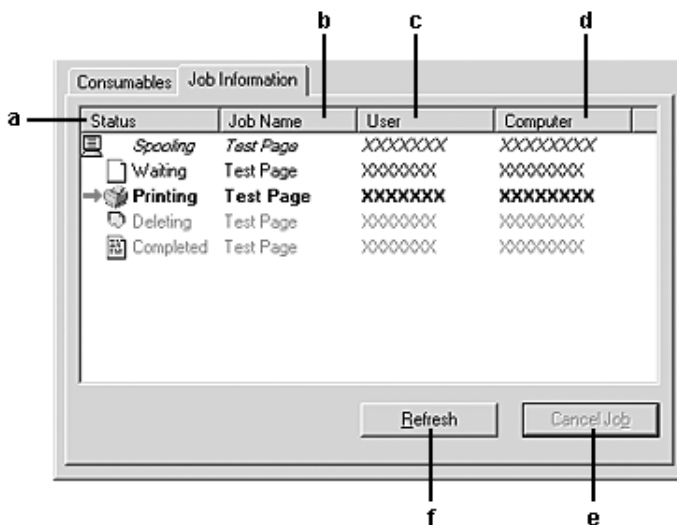 b c d
Consumables Job Information
a Status Job Name User Computer
Spooling Test Page XXXXXXX XXXXXXXX
Waiting Test Page XXXXXXX XXXXXXXX
Printing Test Page XXXXXXX XXXXXXXX
Deleting Test Page XXXXXXX XXXXXXXX
Completed Test Page XXXXXXX XXXXXXXX
Refresh Cancel Job
f e